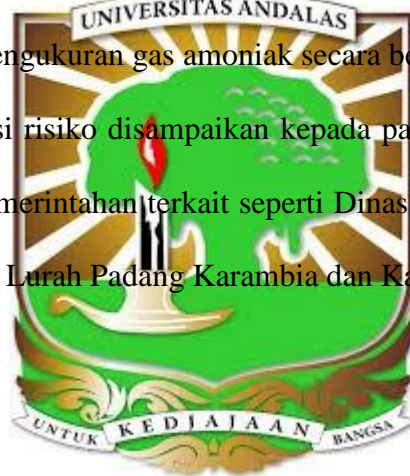 UNIVERSITAS ANDALAS
engukuran gas amoniak secara be
si risiko disampaikan kepada pa
merintahan terkait seperti Dinas
Lurah Padang Karambia dan Ka
UNTUK KEDJAJAAN BANGSA